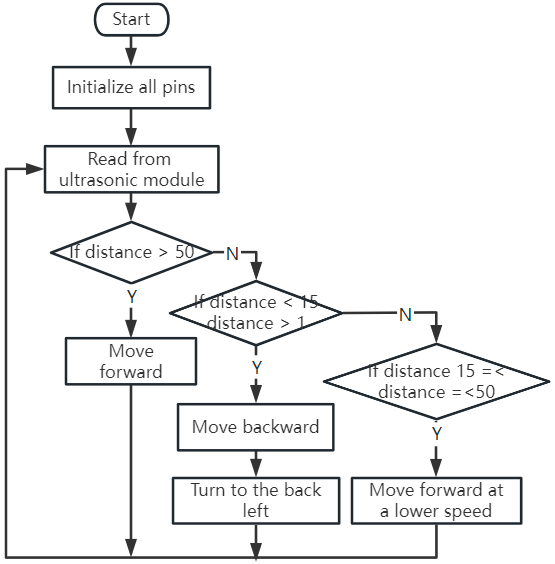 Start
Initialize all pins
Read from
ultrasonic module
If distance > 50
N
Y
If distance < 15
distance > 1
N
Move
forward
Y
If distance 15 =<
distance =<50
Move backward
Y
Turn to the back
left
Move forward at
a lower speed